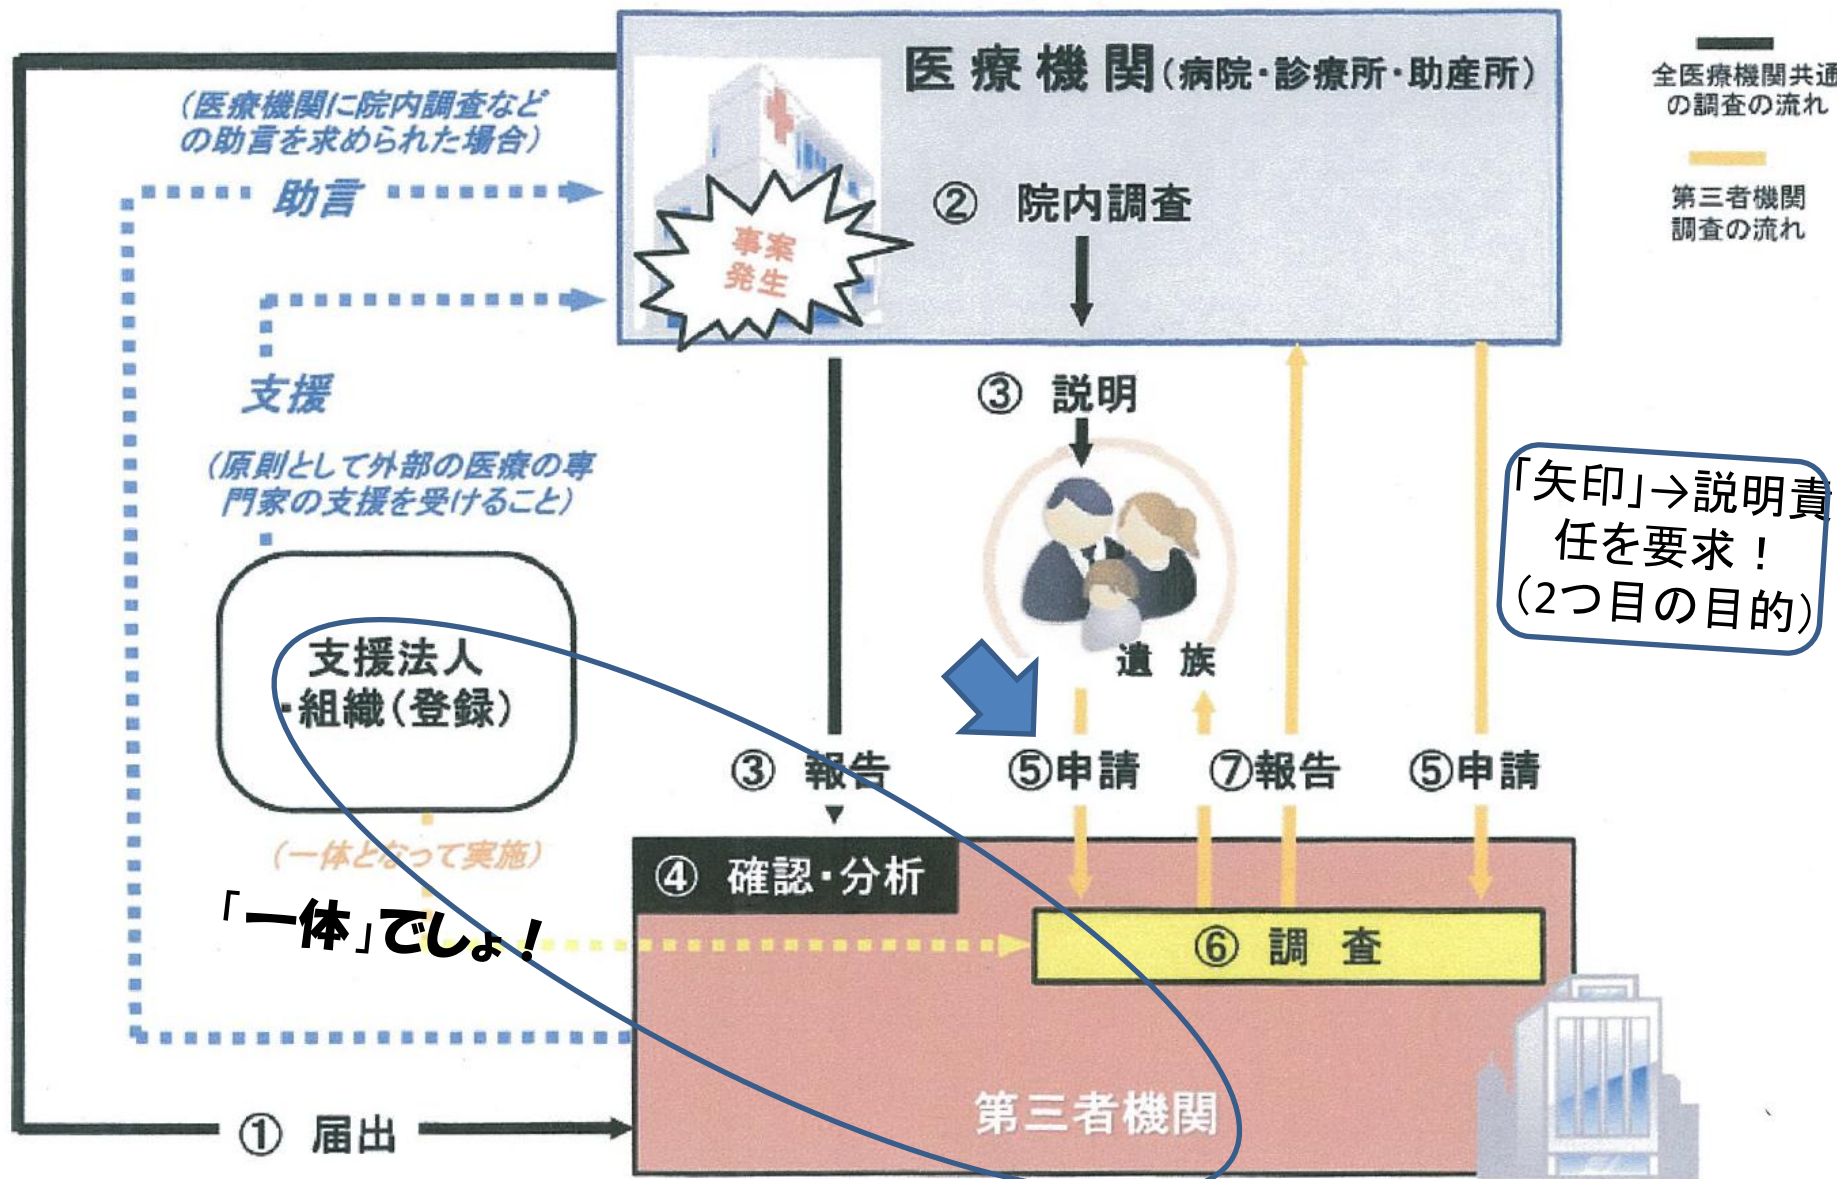 医療機関(病院・診療所・助産所)
全医療機関共通
の調査の流れ
第三者機関
調査の流れ
(医療機関に院内調査など
の助言を求められた場合)
助言
事案
発生
② 院内調査
支援
(原則として外部の医療の専
門家の支援を受けること)
③ 説明
「矢印」→説明責
任を要求！
（2つ目の目的）
遺 族
支援法人
・組織(登録)
③ 報告
⑤申請
⑦報告
⑤申請
(一体となって実施)
「一体」でしょ！
④ 確認・分析
⑥ 調 査
第三者機関
① 届出